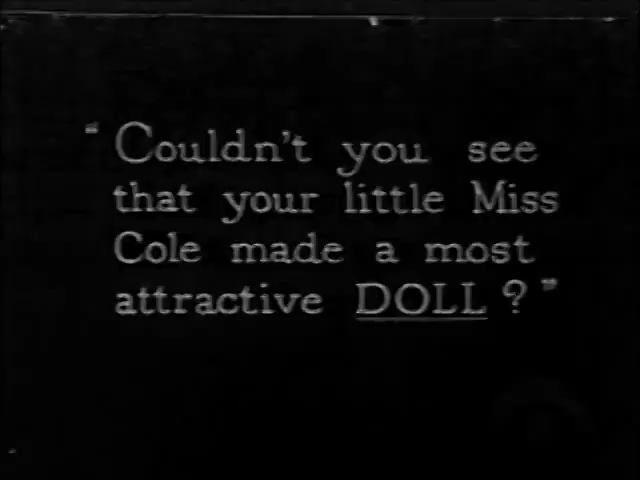 "Couldn't you see
that your little Miss
Cole made a most
attractive DOLL?"